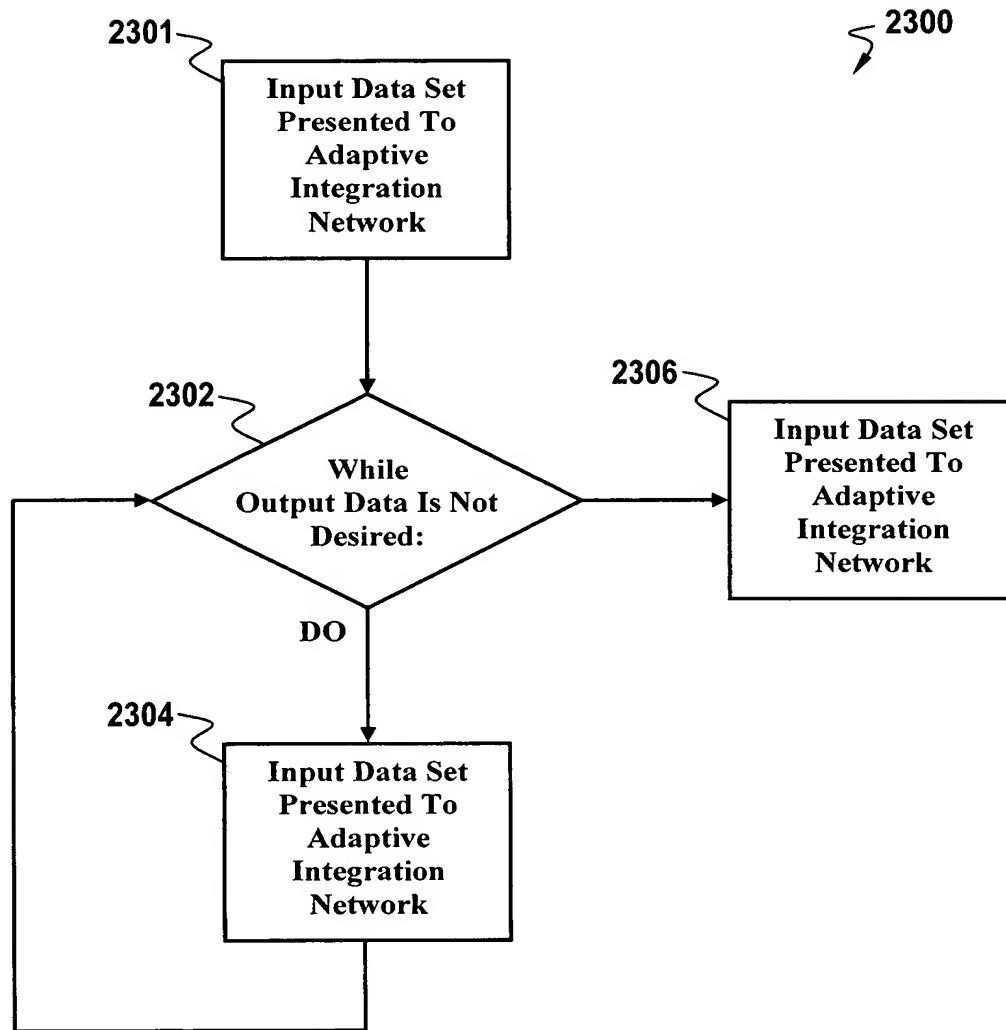 2301
2300
Input Data Set
Presented To
Adaptive
Integration
Network
2302
While
Output Data Is Not
Desired:
2306
Input Data Set
Presented To
Adaptive
Integration
Network
DO
2304
Input Data Set
Presented To
Adaptive
Integration
Network